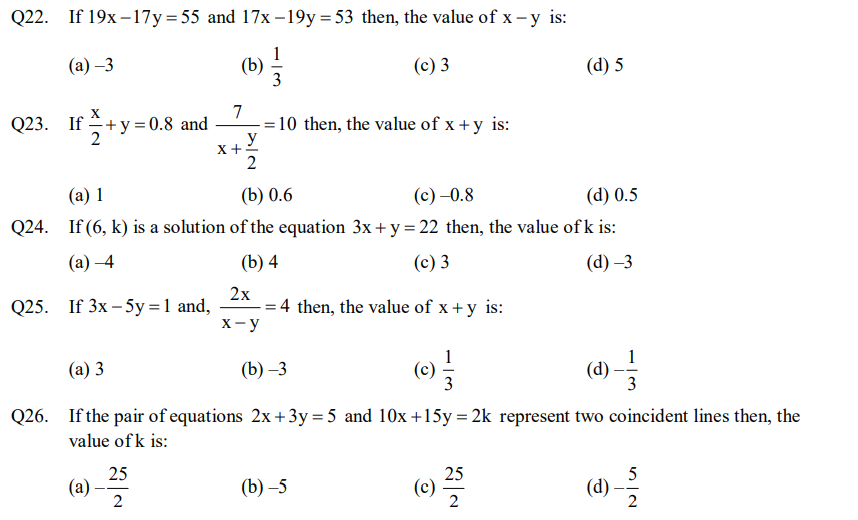 Q22. If 19x – 17y = 55 and 17x – 19y = 53 then, the value of x – y is:
(a) –3 (b) 1/3 (c) 3 (d) 5
Q23. If x/2 + y = 0.8 and 7/(x + y/2) = 10 then, the value of x + y is:
(a) 1 (b) 0.6 (c) –0.8 (d) 0.5
Q24. If (6, k) is a solution of the equation 3x + y = 22 then, the value of k is:
(a) –4 (b) 4 (c) 3 (d) –3
Q25. If 3x – 5y = 1 and, 2x/(x – y) = 4 then, the value of x + y is:
(a) 3 (b) –3 (c) 1/3 (d) –1/3
Q26. If the pair of equations 2x + 3y = 5 and 10x + 15y = 2k represent two coincident lines then, the
value of k is:
(a) –25/2 (b) –5 (c) 25/2 (d) –5/2